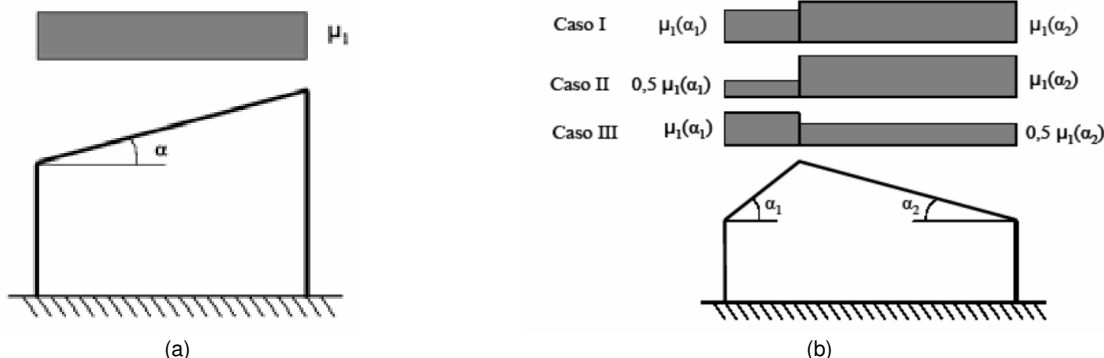 μ₁
α
(a)
Caso I μ₁(α₁) μ₁(α₂)
Caso II 0,5 μ₁(α₁) μ₁(α₂)
Caso III μ₁(α₁) 0,5 μ₁(α₂)
α₁ α₂
(b)